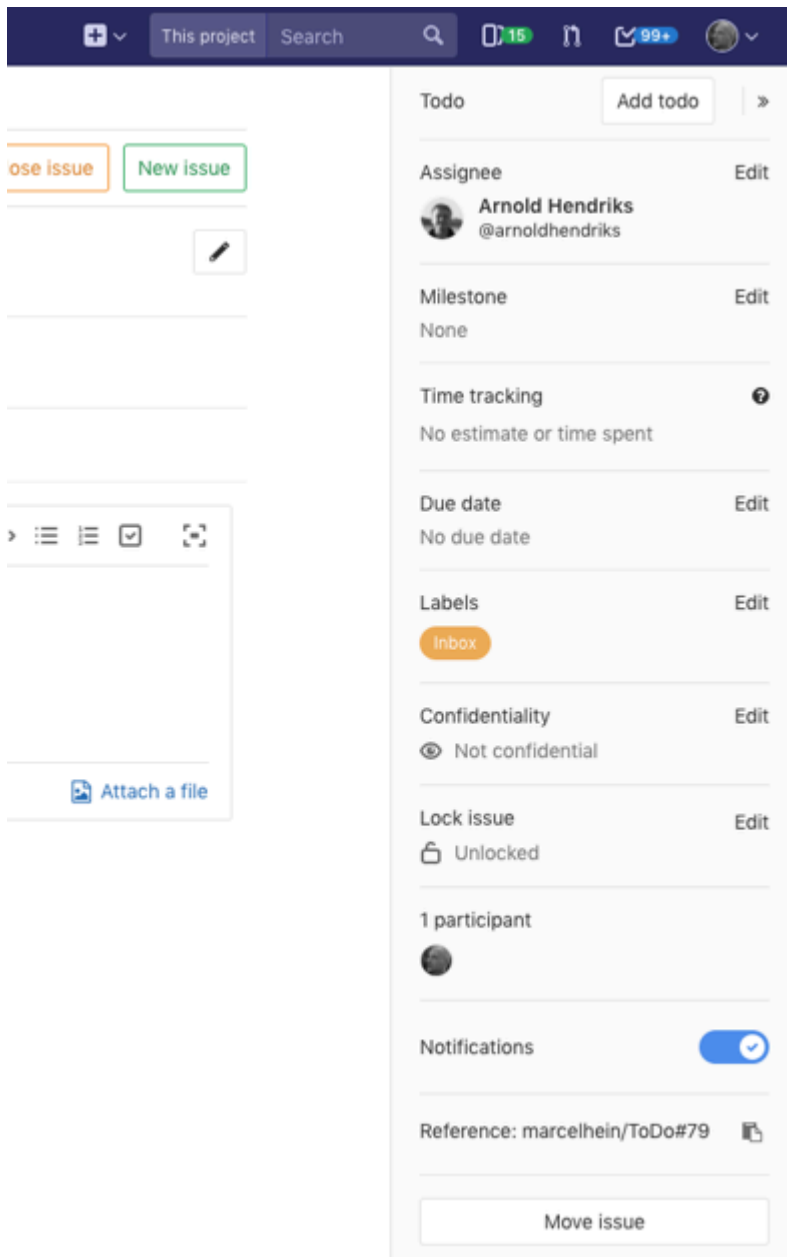 This project Search 15 99+
Todo Add todo
ose issue New issue
Assignee Edit
Arnold Hendriks
@arnoldhendriks
Milestone Edit
None
Time tracking
No estimate or time spent
Due date Edit
No due date
Labels Edit
Inbox
Confidentiality Edit
Not confidential
Attach a file
Lock issue Edit
Unlocked
1 participant
Notifications
Reference: marcelhein/ToDo#79
Move issue